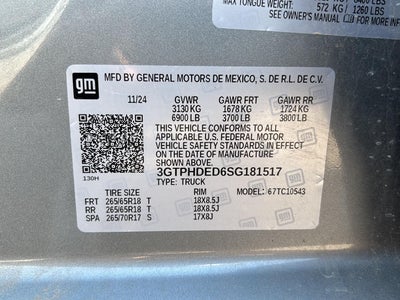 MAX TONGUE WEIGHT: 572 KG / 1260 LBS
SEE OWNER'S MANUAL FOR MORE
gm
MFD BY GENERAL MOTORS DE MEXICO, S. DE R.L. DE C.V.
11/24 GVWR GAWR FRT GAWR RR
3130 KG 1678 KG 1724 KG
6900 LB 3700 LB 3800 LB
THIS VEHICLE CONFORMS TO ALL
APPLICABLE U.S. FEDERAL MOTOR
VEHICLE SAFETY STANDARDS IN EFFECT
ON THE DATE OF MANUFACTURE SHOWN ABOVE.
3GTPHDED6SG181517
130H TYPE: TRUCK
TIRE SIZE RIM MODEL: 67TC10543
FRT 265/65R18 T 18X8.5J
RR 265/65R18 T 18X8.5J
SPA 265/70R17 S 17X8J